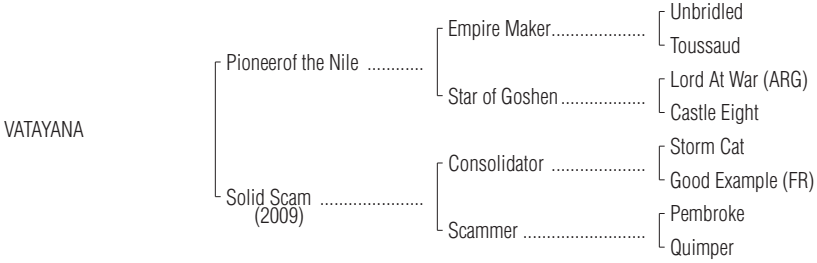 Unbridled
Empire Maker.....................
Toussaud
Pioneerof the Nile ............
Lord At War (ARG)
Star of Goshen...................
Castle Eight
VATAYANA
Storm Cat
Consolidator .....................
Good Example (FR)
Solid Scam ......................
(2009)
Pembroke
Scammer ...........................
Quimper